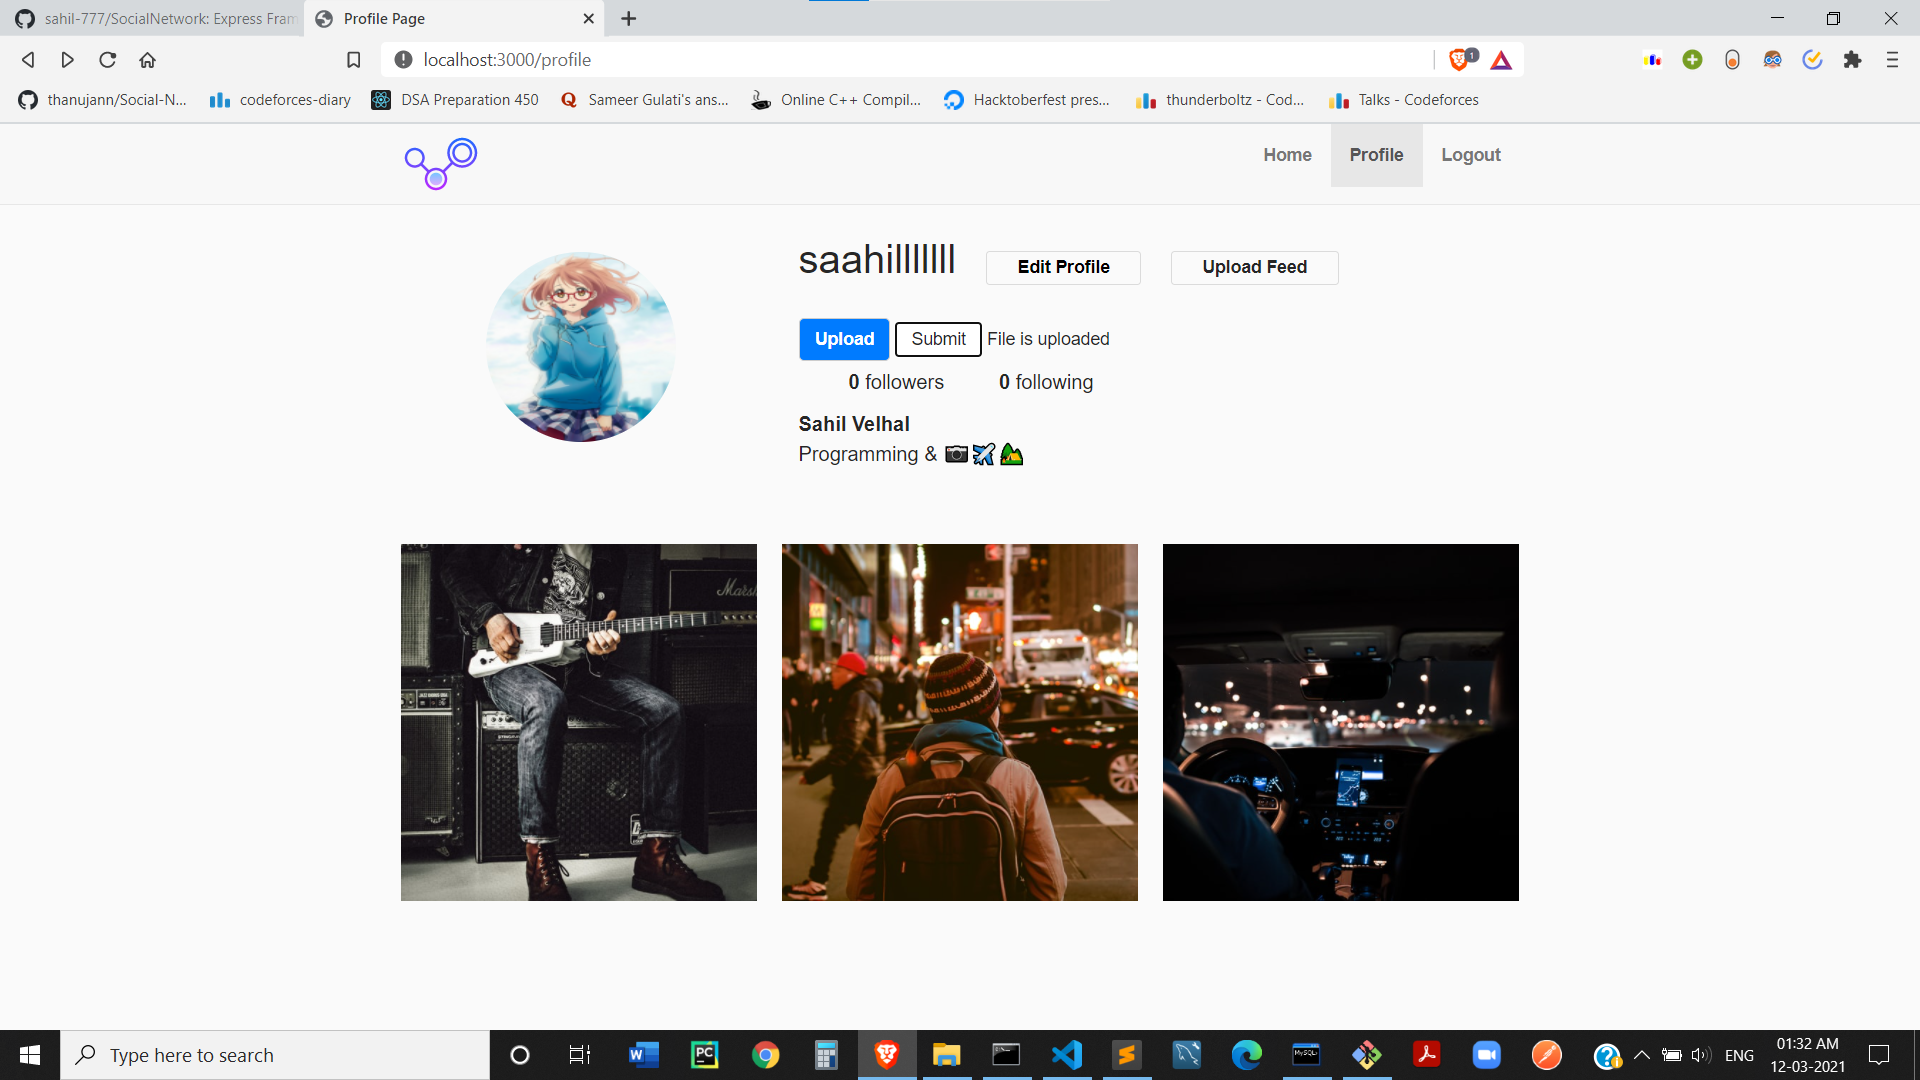 sahil-777/SocialNetwork: Express Fram
Profile Page
localhost:3000/profile
1
thanujann/Social-N...
codeforces-diary
DSA Preparation 450
Sameer Gulati's ans...
Online C++ Compil...
Hacktoberfest pres...
thunderboltz - Cod...
Talks - Codeforces
Home
Profile
Logout
saahilllllll
Edit Profile
Upload Feed
Upload
Submit
File is uploaded
0 followers
0 following
Sahil Velhal
Programming & 📷✈️🏕️
Type here to search
ENG
01:32 AM
12-03-2021